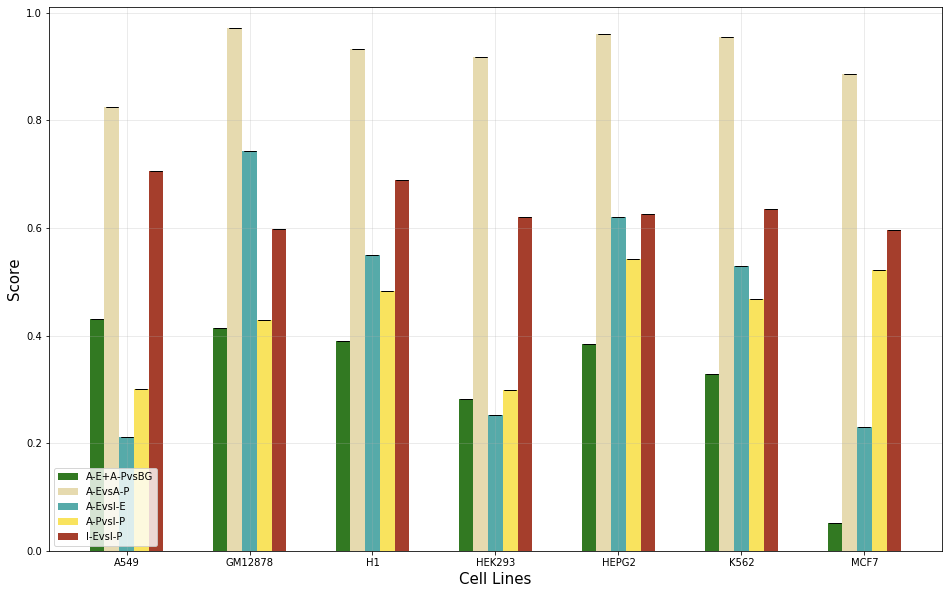 1.0
0.8
0.6
0.4
0.2
0.0
Score
A-E+A-PvsBG
A-EvsA-P
A-EvsI-E
A-PvsI-P
I-EvsI-P
A549 GM12878 H1 HEK293 HEPG2 K562 MCF7
Cell Lines